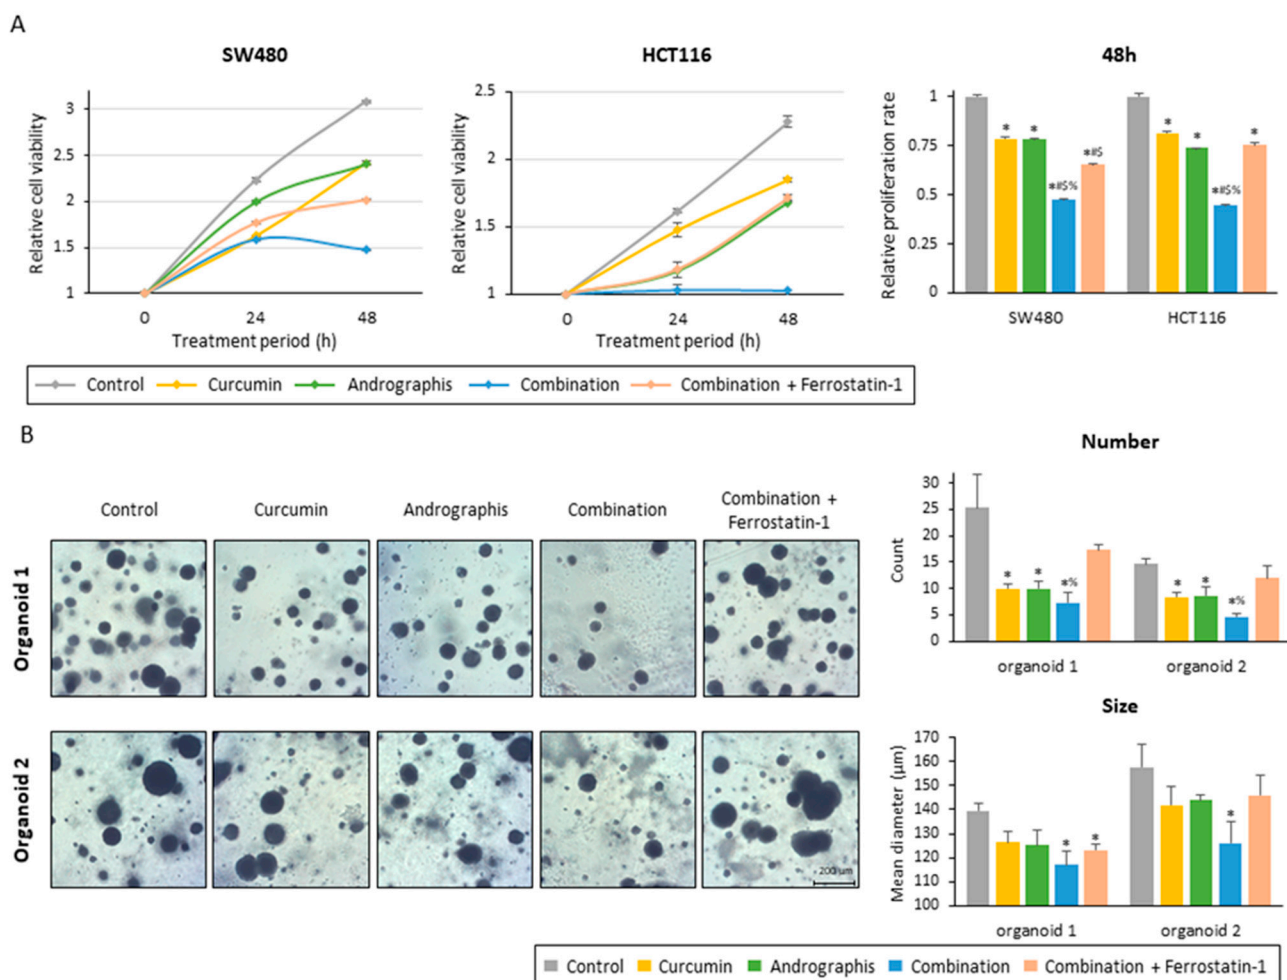 A
SW480
HCT116
48h
Relative cell viability
3
2.5
2
1.5
1
0
24
48
Treatment period (h)
Relative cell viability
2.5
2
1.5
1
0
24
48
Treatment period (h)
Relative proliferation rate
1
0.75
0.5
0.25
0
*
*
*#$%
*#$
*
*
*#$%
*
SW480
HCT116
Control
Curcumin
Andrographis
Combination
Combination + Ferrostatin-1
B
Control
Curcumin
Andrographis
Combination
Combination +
Ferrostatin-1
Organoid 1
Organoid 2
200 µm
Number
Count
30
25
20
15
10
5
0
*
*
*%
*
*
*%
organoid 1
organoid 2
Size
Mean diameter (µm)
170
160
150
140
130
120
110
100
*
*
*
organoid 1
organoid 2
Control
Curcumin
Andrographis
Combination
Combination + Ferrostatin-1